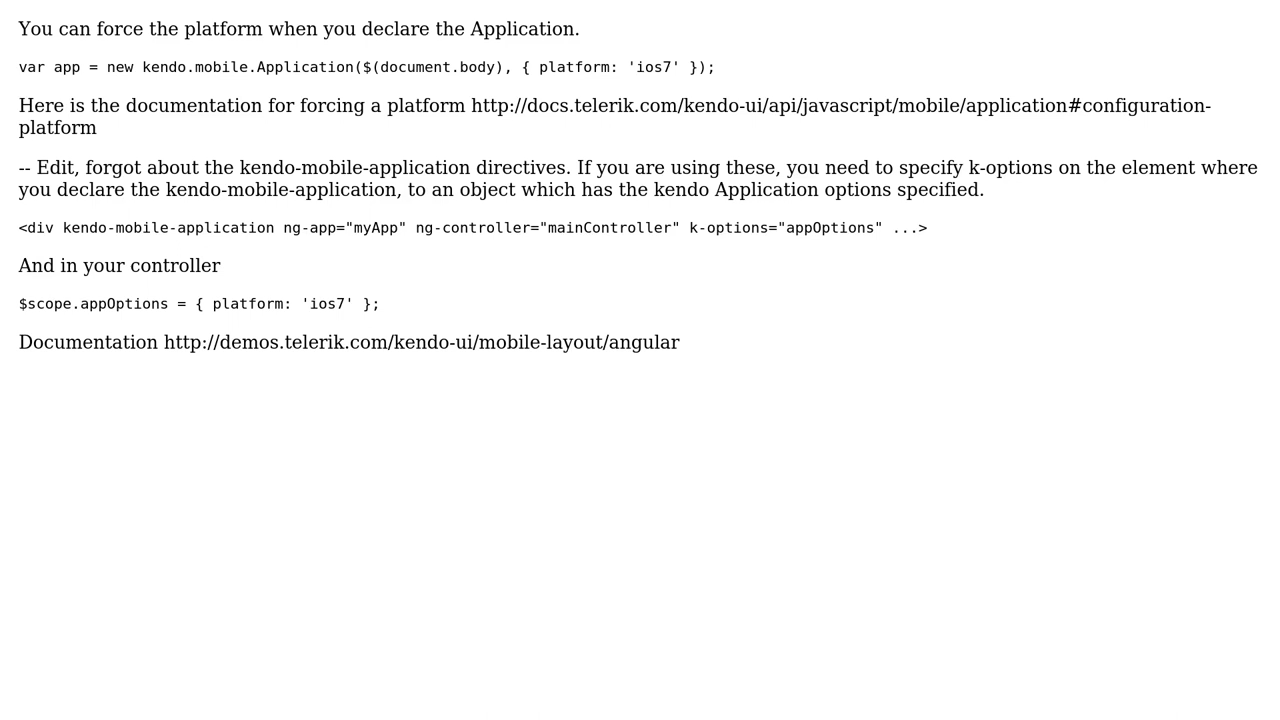 You can force the platform when you declare the Application.
var app = new kendo.mobile.Application($(document.body), { platform: 'ios7' });
Here is the documentation for forcing a platform http://docs.telerik.com/kendo-ui/api/javascript/mobile/application#configuration-
platform
-- Edit, forgot about the kendo-mobile-application directives. If you are using these, you need to specify k-options on the element where
you declare the kendo-mobile-application, to an object which has the kendo Application options specified.
<div kendo-mobile-application ng-app="myApp" ng-controller="mainController" k-options="appOptions" ...>
And in your controller
$scope.appOptions = { platform: 'ios7' };
Documentation http://demos.telerik.com/kendo-ui/mobile-layout/angular